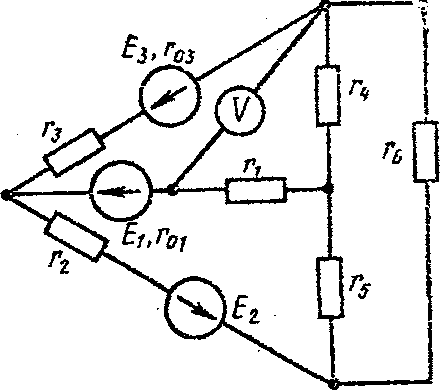 E₃, r₀₃
V
r₄
r₃
r₆
r₁
E₁, r₀₁
r₂
r₅
E₂